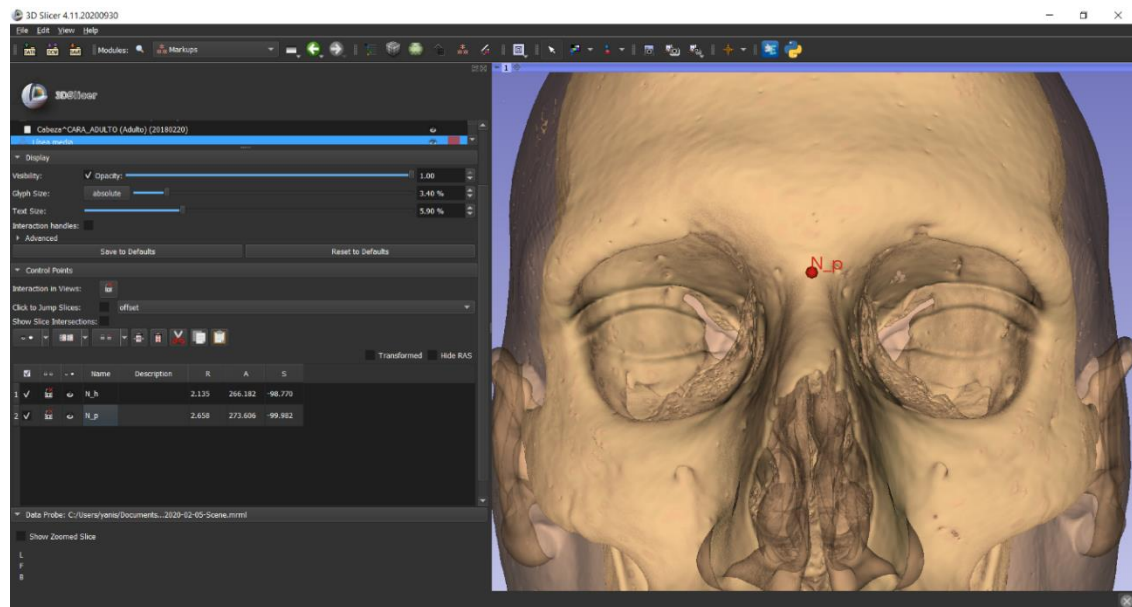 3D Slicer 4.11.20200930
File Edit View Help
Modules: Markups
3DSlicer
Cabeza^CARA_ADULTO (Adulto) (20180220)
Linea media
Display
Visibility: Opacity: 1.00
Glyph Size: absolute 3.40 %
Text Size: 5.90 %
Interaction handles:
Advanced
Save to Defaults Reset to Defaults
Control Points
Interaction in Views:
Click to Jump Slices: offset
Show Slice Intersections:
Transformed Hide RAS
Name Description R A S
1 N_h 2.135 266.182 -98.770
2 N_p 2.658 273.606 -99.982
Data Probe: C:/Users/yanis/Documents...2020-02-05-Scene.mrml
Show Zoomed Slice
L
F
B
1
N_p